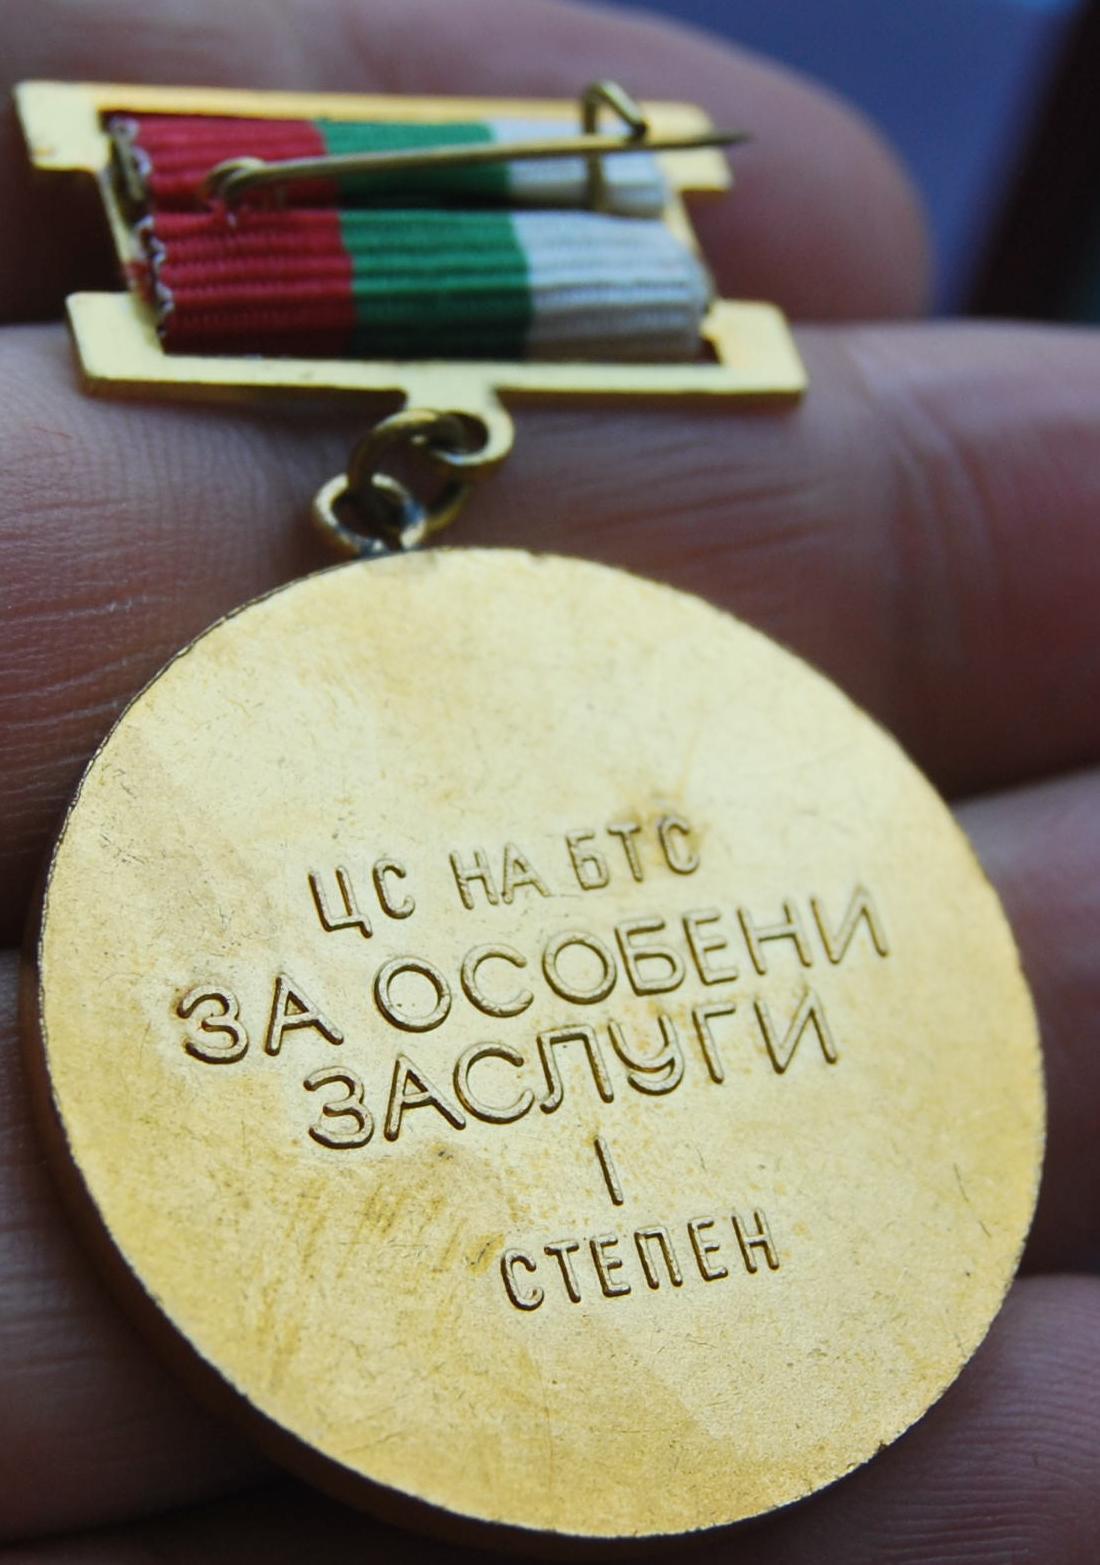 ЦС НА БТС
ЗА ОСОБЕНИ
ЗАСЛУГИ
I
СТЕПЕН